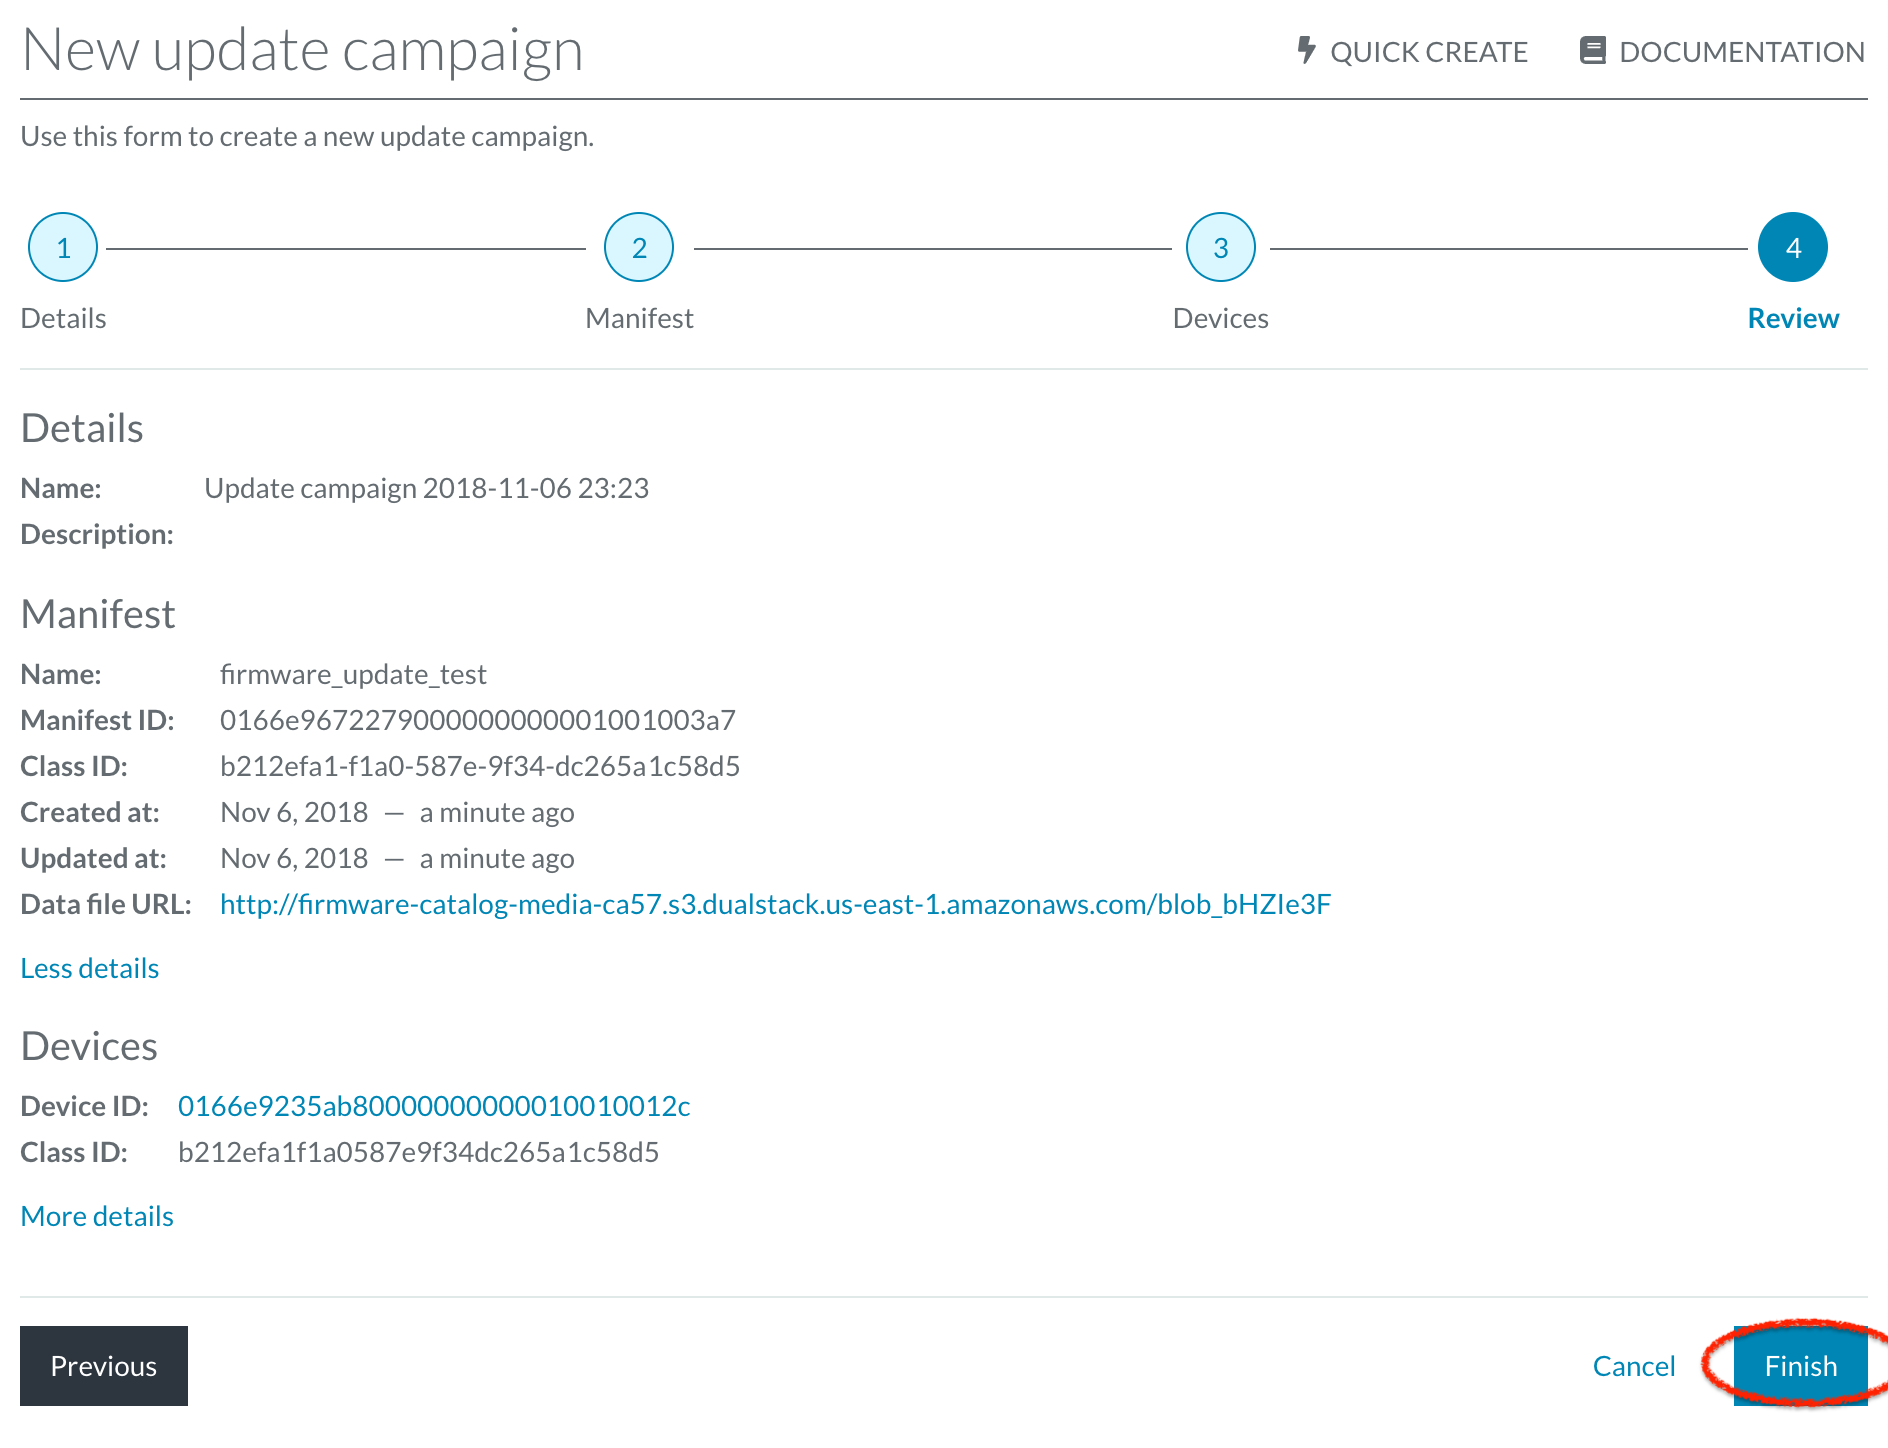 New update campaign
QUICK CREATE
DOCUMENTATION
Use this form to create a new update campaign.
1
2
3
4
Details
Manifest
Devices
Review
Details
Name: Update campaign 2018-11-06 23:23
Description:
Manifest
Name: firmware_update_test
Manifest ID: 0166e9672279000000000001001003a7
Class ID: b212efa1-f1a0-587e-9f34-dc265a1c58d5
Created at: Nov 6, 2018 — a minute ago
Updated at: Nov 6, 2018 — a minute ago
Data file URL: http://firmware-catalog-media-ca57.s3.dualstack.us-east-1.amazonaws.com/blob_bHZIe3F
Less details
Devices
Device ID: 0166e9235ab80000000000010010012c
Class ID: b212efa1f1a0587e9f34dc265a1c58d5
More details
Previous
Cancel
Finish